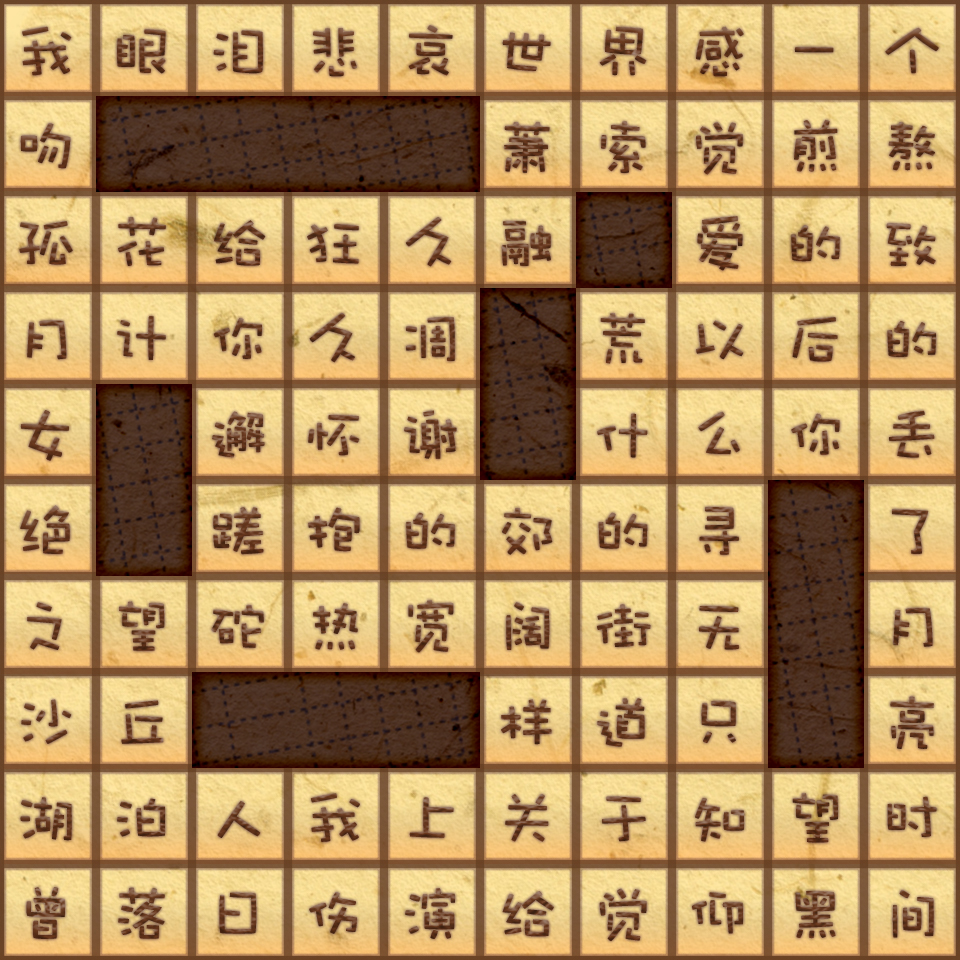 我眼泪悲哀世界感一个
吻萧索觉煎熬
孤花给狂久融爱的致
月计你久凋荒以后的
女邂怀谢什么你丢
绝蹉抱的郊的寻了
之望砣热宽阔街无月
沙丘样道只亮
湖泊人我上关于知望时
曾落日伤演给觉仰黑间